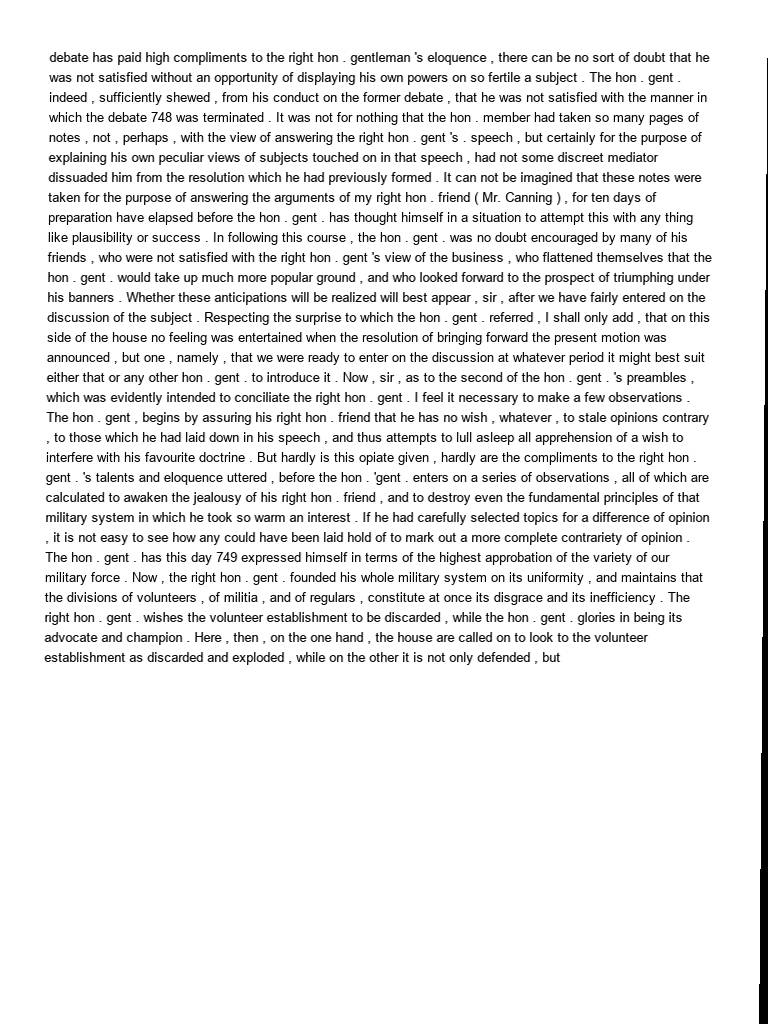 debate has paid high compliments to the right hon . gentleman 's eloquence , there can be no sort of doubt that he
was not satisfied without an opportunity of displaying his own powers on so fertile a subject . The hon . gent .
indeed , sufficiently shewed , from his conduct on the former debate , that he was not satisfied with the manner in
which the debate 748 was terminated . It was not for nothing that the hon . member had taken so many pages of
notes , not , perhaps , with the view of answering the right hon . gent 's . speech , but certainly for the purpose of
explaining his own peculiar views of subjects touched on in that speech , had not some discreet mediator
dissuaded him from the resolution which he had previously formed . It can not be imagined that these notes were
taken for the purpose of answering the arguments of my right hon . friend ( Mr. Canning ) , for ten days of
preparation have elapsed before the hon . gent . has thought himself in a situation to attempt this with any thing
like plausibility or success . In following this course , the hon . gent . was no doubt encouraged by many of his
friends , who were not satisfied with the right hon . gent 's view of the business , who flattened themselves that the
hon . gent . would take up much more popular ground , and who looked forward to the prospect of triumphing under
his banners . Whether these anticipations will be realized will best appear , sir , after we have fairly entered on the
discussion of the subject . Respecting the surprise to which the hon . gent . referred , I shall only add , that on this
side of the house no feeling was entertained when the resolution of bringing forward the present motion was
announced , but one , namely , that we were ready to enter on the discussion at whatever period it might best suit
either that or any other hon . gent . to introduce it . Now , sir , as to the second of the hon . gent . 's preambles ,
which was evidently intended to conciliate the right hon . gent . I feel it necessary to make a few observations .
The hon . gent , begins by assuring his right hon . friend that he has no wish , whatever , to stale opinions contrary
, to those which he had laid down in his speech , and thus attempts to lull asleep all apprehension of a wish to
interfere with his favourite doctrine . But hardly is this opiate given , hardly are the compliments to the right hon .
gent . 's talents and eloquence uttered , before the hon . 'gent . enters on a series of observations , all of which are
calculated to awaken the jealousy of his right hon . friend , and to destroy even the fundamental principles of that
military system in which he took so warm an interest . If he had carefully selected topics for a difference of opinion
, it is not easy to see how any could have been laid hold of to mark out a more complete contrariety of opinion .
The hon . gent . has this day 749 expressed himself in terms of the highest approbation of the variety of our
military force . Now , the right hon . gent . founded his whole military system on its uniformity , and maintains that
the divisions of volunteers , of militia , and of regulars , constitute at once its disgrace and its inefficiency . The
right hon . gent . wishes the volunteer establishment to be discarded , while the hon . gent . glories in being its
advocate and champion . Here , then , on the one hand , the house are called on to look to the volunteer
establishment as discarded and exploded , while on the other it is not only defended , but